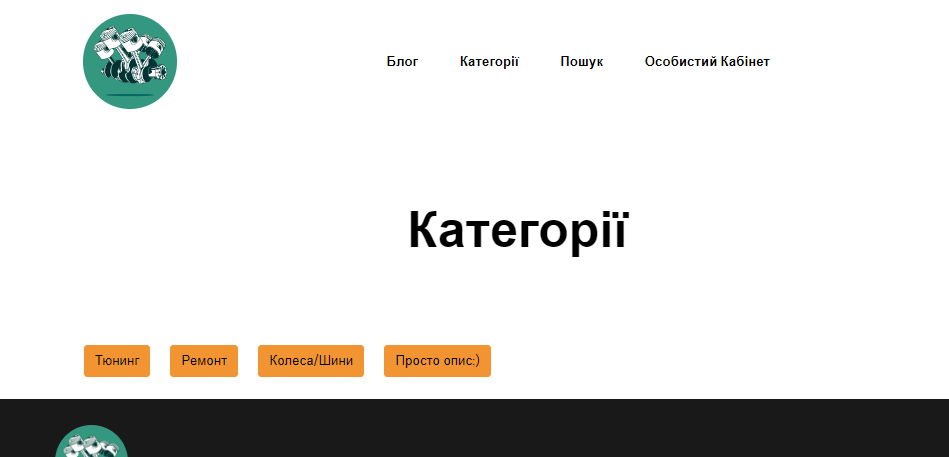 Блог Категорії Пошук Особистий Кабінет
Категорії
Тюнинг Ремонт Колеса/Шини Просто опис:)